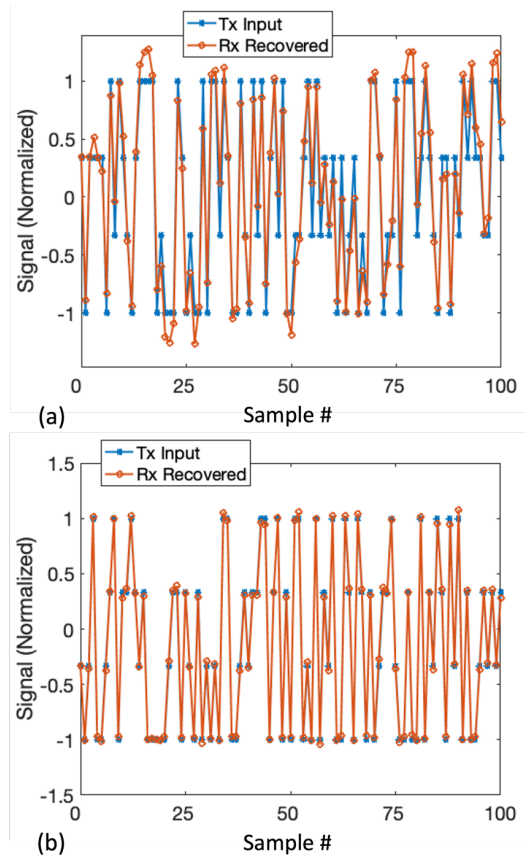 Tx Input
Rx Recovered
1
0.5
0
-0.5
-1
Signal (Normalized)
0
25
50
75
100
(a)
Sample #
Tx Input
Rx Recovered
1.5
1
0.5
0
-0.5
-1
-1.5
Signal (Normalized)
0
25
50
75
100
(b)
Sample #